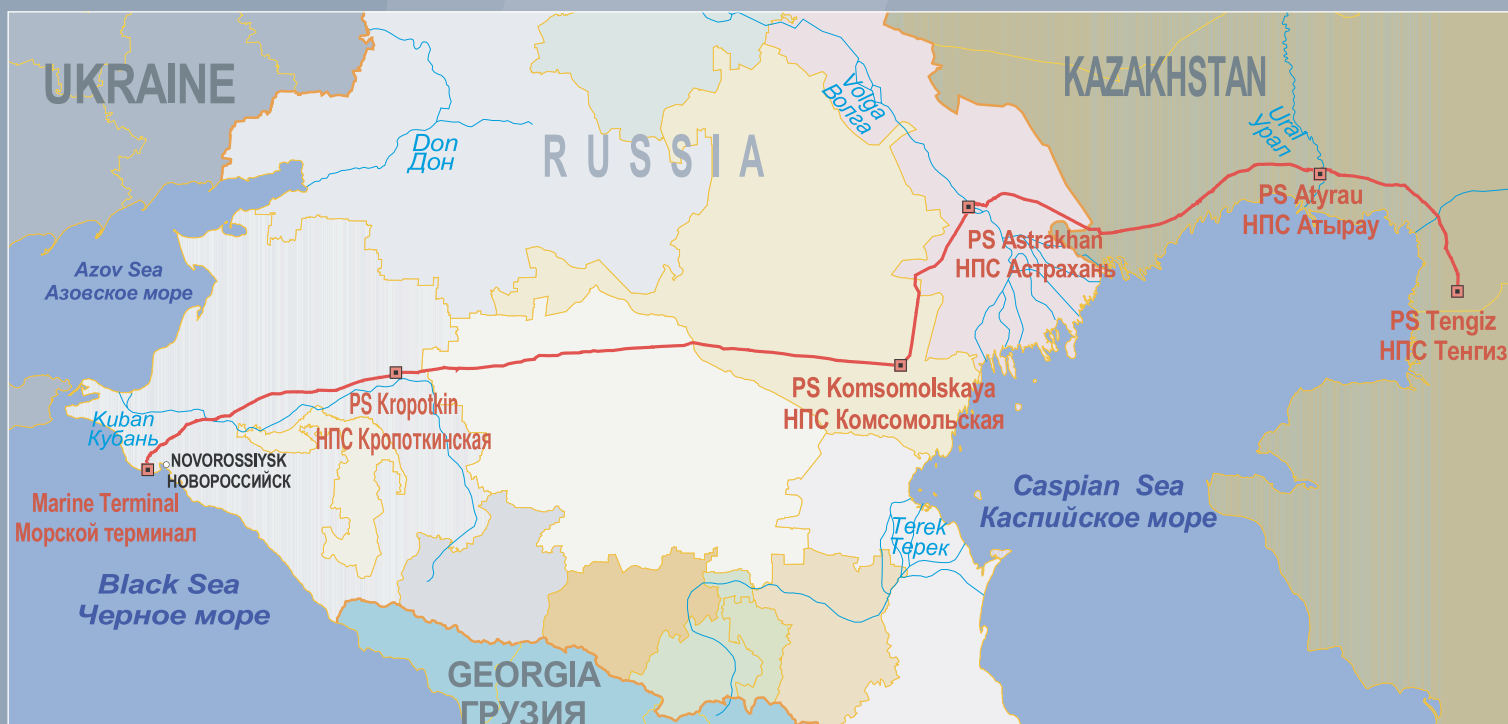 UKRAINE
KAZAKHSTAN
RUSSIA
Volga
Волга
Ural
Урал
Don
Дон
PS Atyrau
НПС Атырау
PS Astrakhan
НПС Астрахань
Azov Sea
Азовское море
PS Tengiz
НПС Тенгиз
PS Komsomolskaya
НПС Комсомольская
PS Kropotkin
НПС Кропоткинская
Kuban
Кубань
NOVOROSSIYSK
НОВОРОССИЙСК
Marine Terminal
Морской терминал
Caspian Sea
Каспийское море
Terek
Терек
Black Sea
Черное море
GEORGIA
ГРУЗИЯ